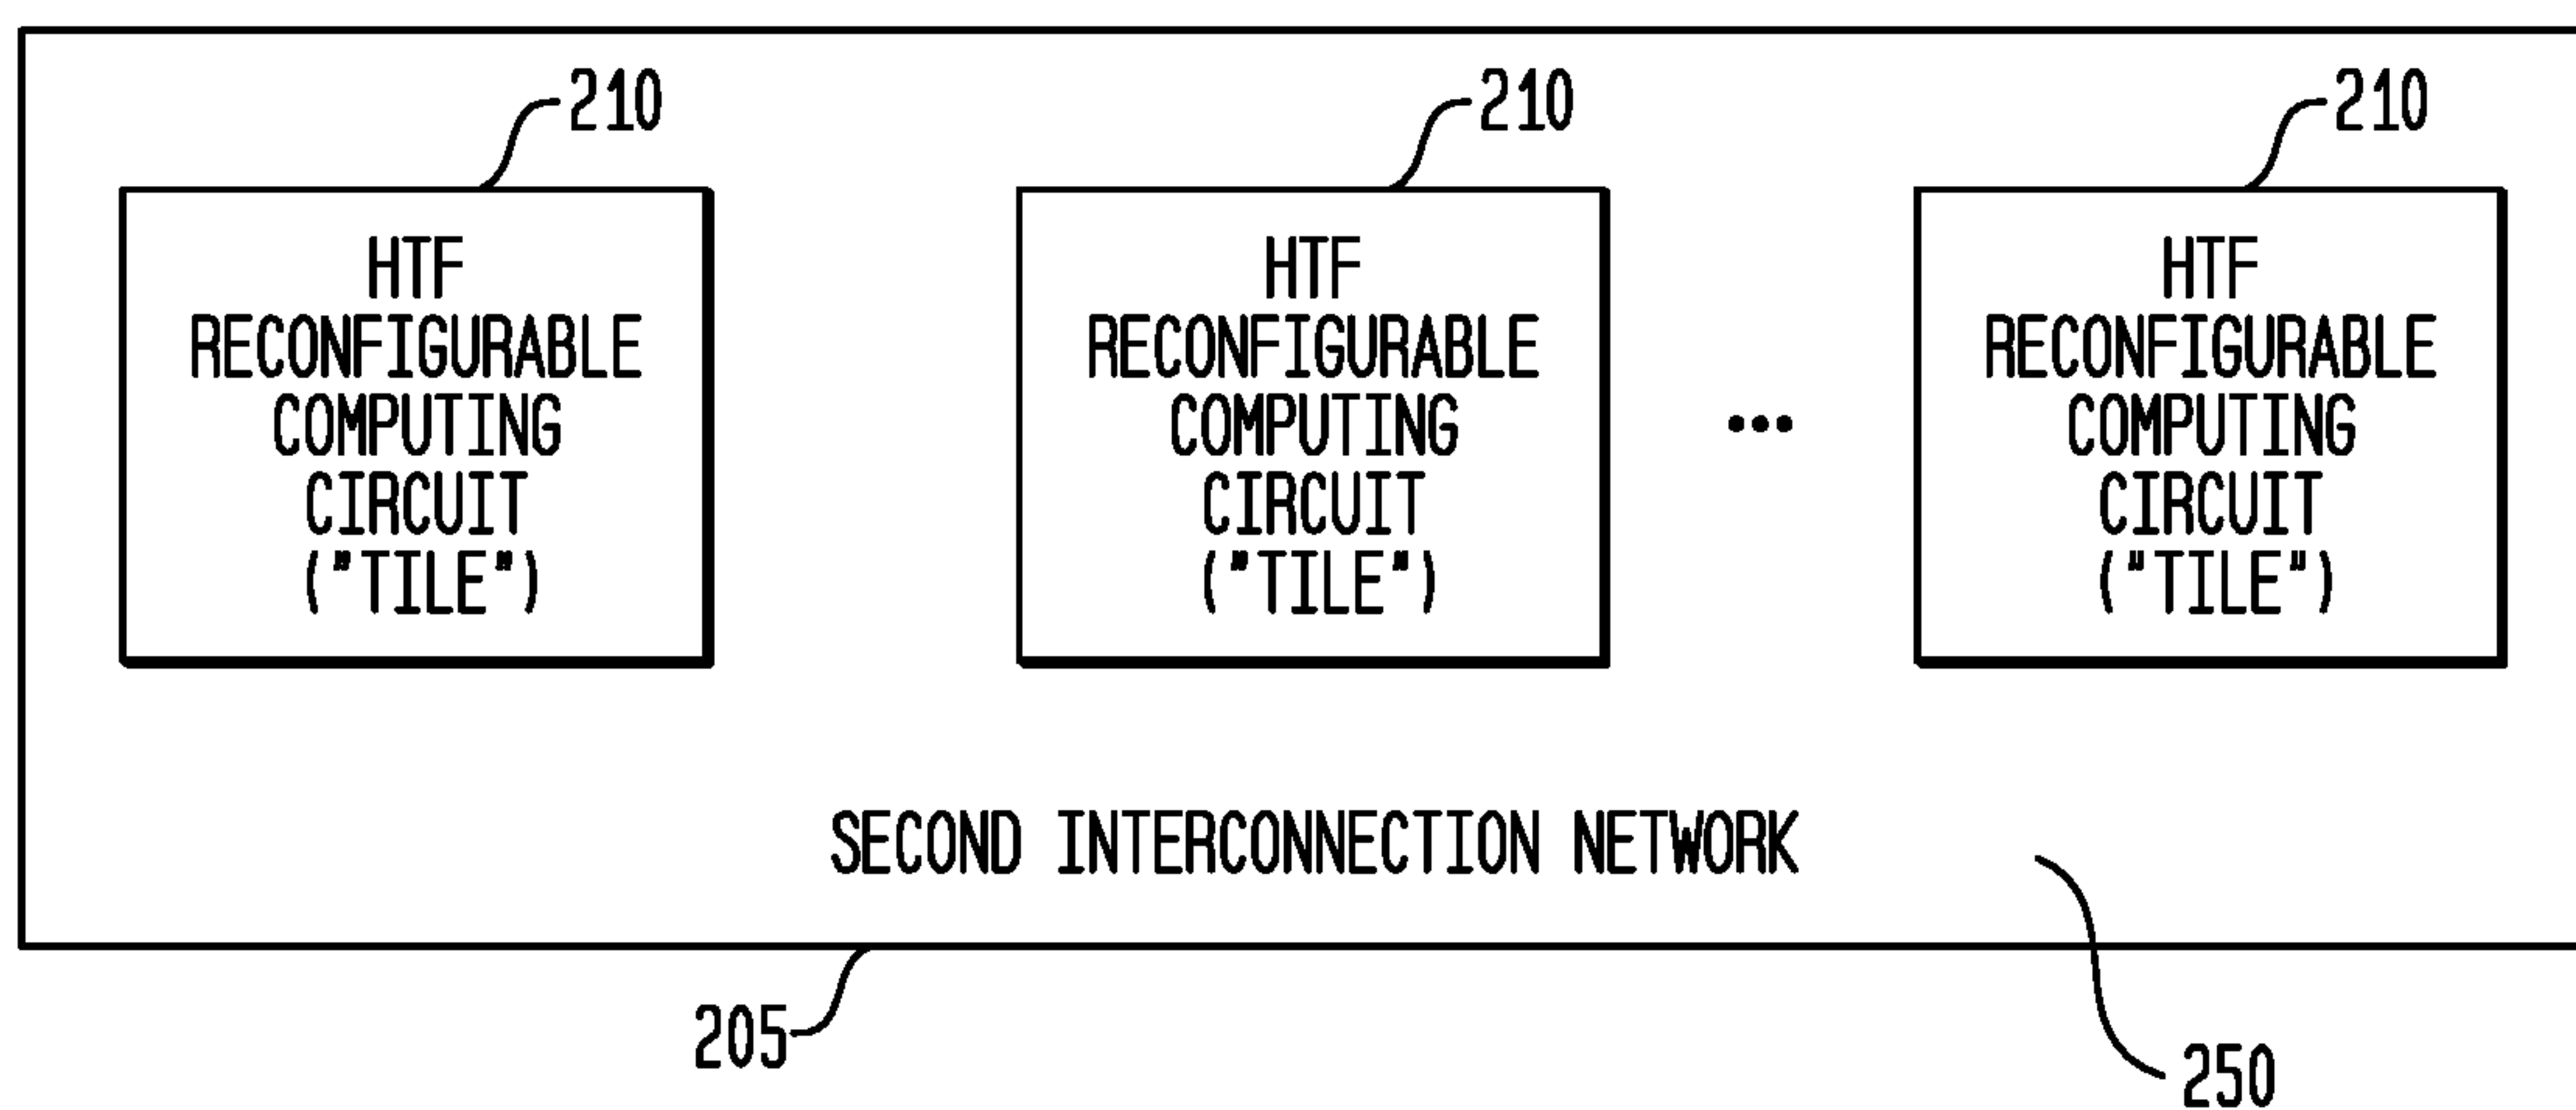 210
210
210
HTF
RECONFIGURABLE
COMPUTING
CIRCUIT
("TILE")
HTF
RECONFIGURABLE
COMPUTING
CIRCUIT
("TILE")
...
HTF
RECONFIGURABLE
COMPUTING
CIRCUIT
("TILE")
SECOND INTERCONNECTION NETWORK
205
250